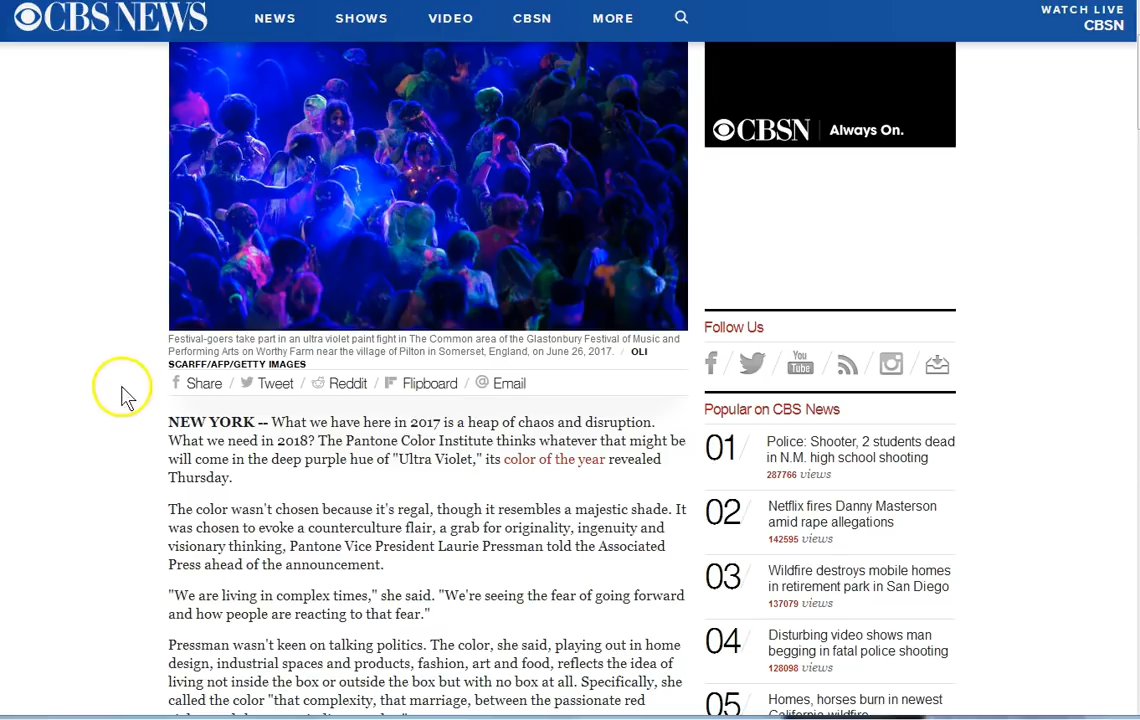 CBS NEWS
NEWS SHOWS VIDEO CBSN MORE
WATCH LIVE
CBSN
CBSN Always On.
Festival-goers take part in an ultra violet paint fight in The Common area of the Glastonbury Festival of Music and
Performing Arts on Worthy Farm near the village of Pilton in Somerset, England, on June 26, 2017. / OLI
SCARFF/AFP/GETTY IMAGES
Share / Tweet / Reddit / Flipboard / Email
NEW YORK -- What we have here in 2017 is a heap of chaos and disruption.
What we need in 2018? The Pantone Color Institute thinks whatever that might be
will come in the deep purple hue of "Ultra Violet," its color of the year revealed
Thursday.
The color wasn't chosen because it's regal, though it resembles a majestic shade. It
was chosen to evoke a counterculture flair, a grab for originality, ingenuity and
visionary thinking, Pantone Vice President Laurie Pressman told the Associated
Press ahead of the announcement.
"We are living in complex times," she said. "We're seeing the fear of going forward
and how people are reacting to that fear."
Pressman wasn't keen on talking politics. The color, she said, playing out in home
design, industrial spaces and products, fashion, art and food, reflects the idea of
living not inside the box or outside the box but with no box at all. Specifically, she
called the color "that complexity, that marriage, between the passionate red
Follow Us
You Tube
Popular on CBS News
01 Police: Shooter, 2 students dead
in N.M. high school shooting
287766 views
02 Netflix fires Danny Masterson
amid rape allegations
142595 views
03 Wildfire destroys mobile homes
in retirement park in San Diego
137079 views
04 Disturbing video shows man
begging in fatal police shooting
128098 views
05 Homes, horses burn in newest
California wildfire